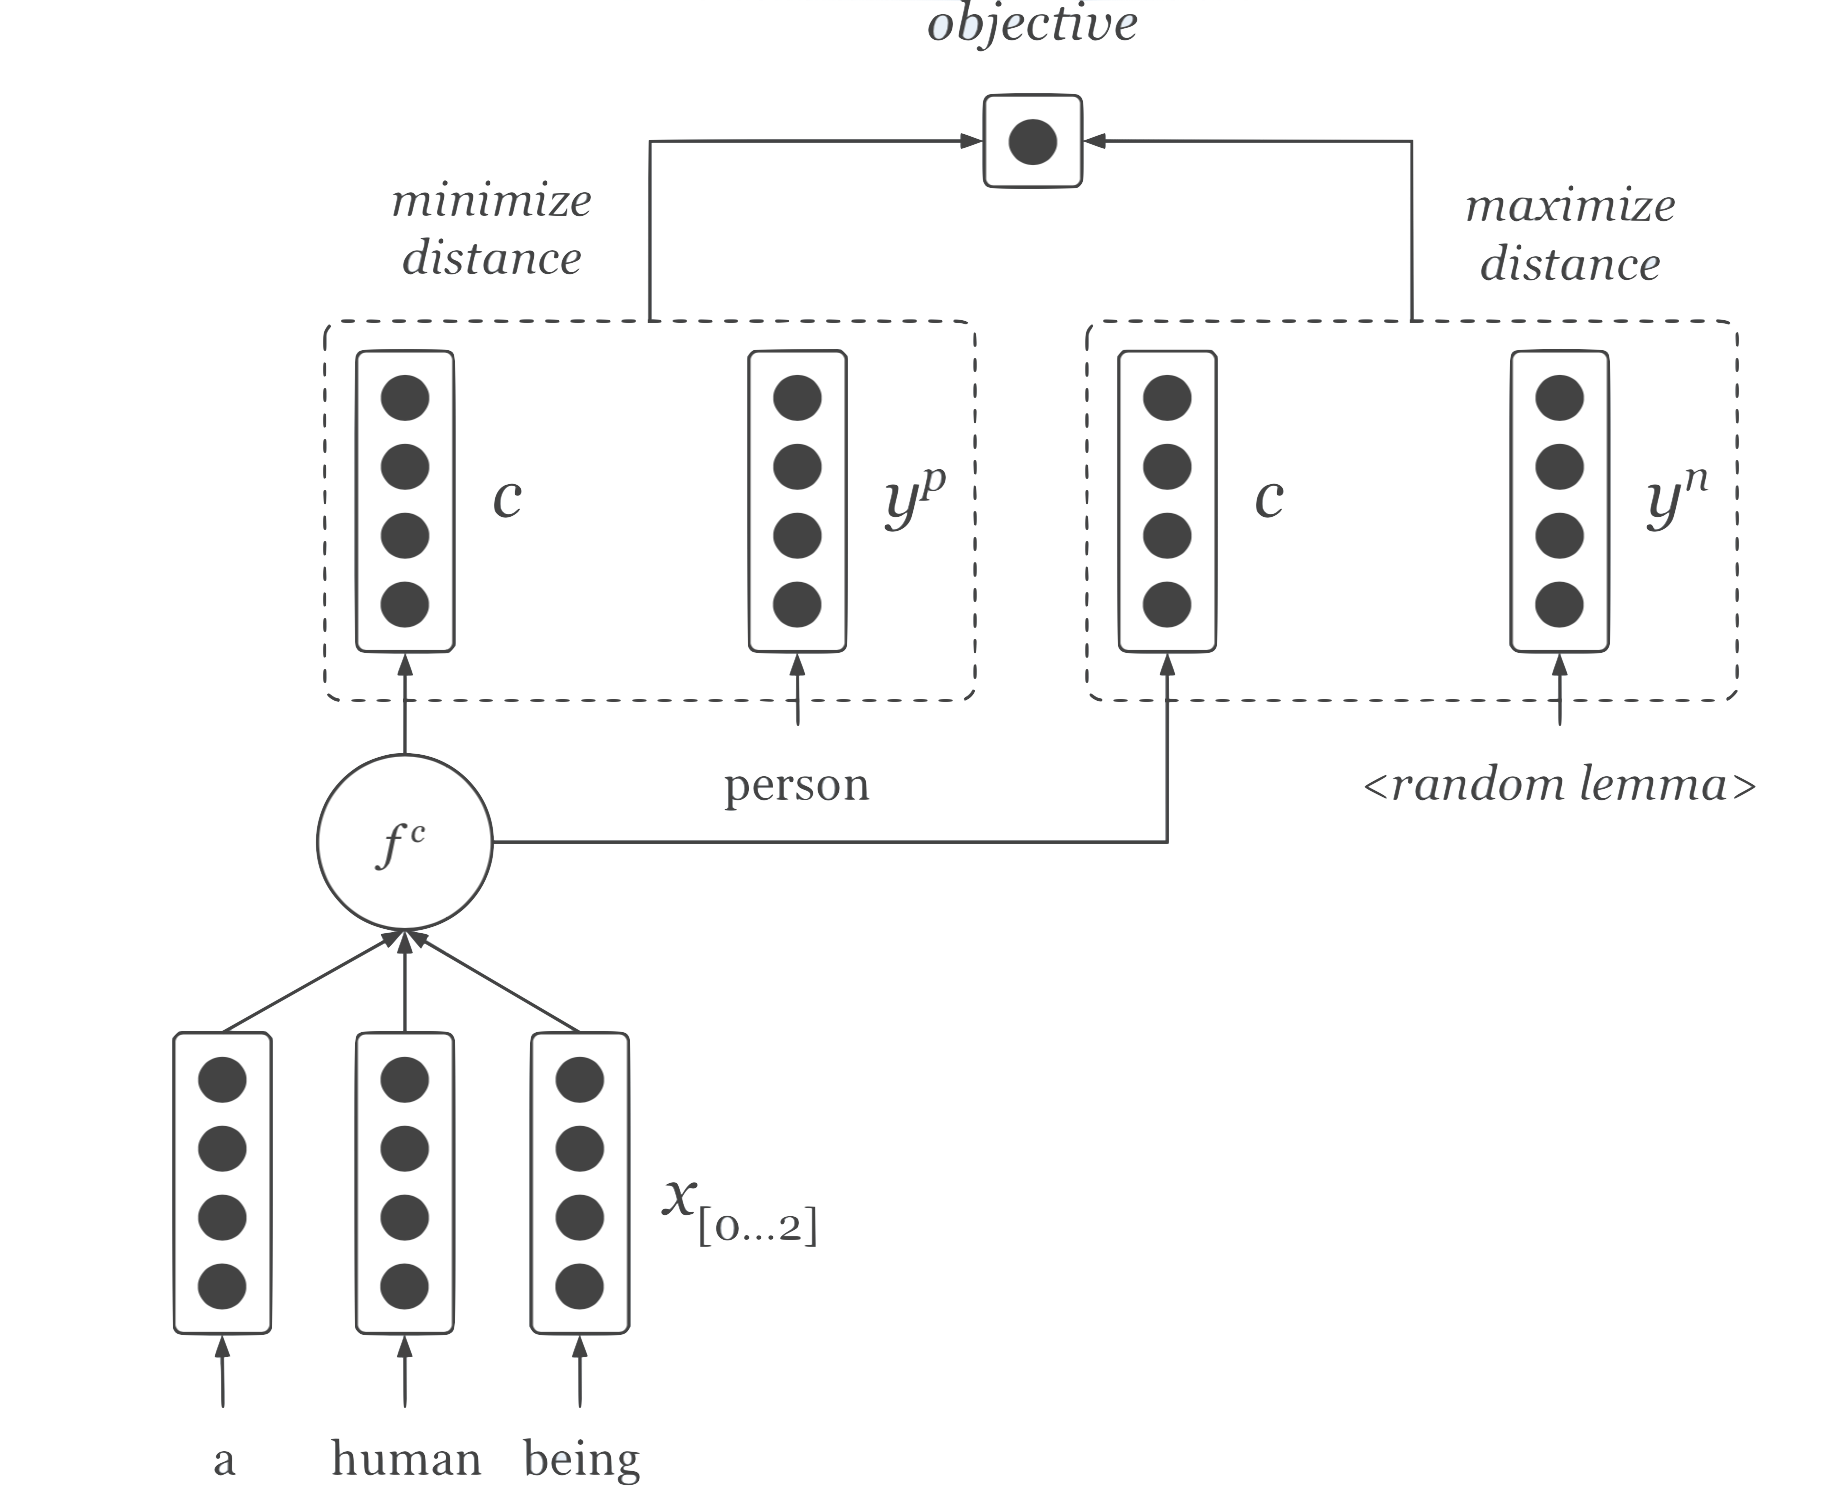 objective
minimize
distance
maximize
distance
c
y^p
c
y^n
person
<random lemma>
f^c
x_[0...2]
a human being